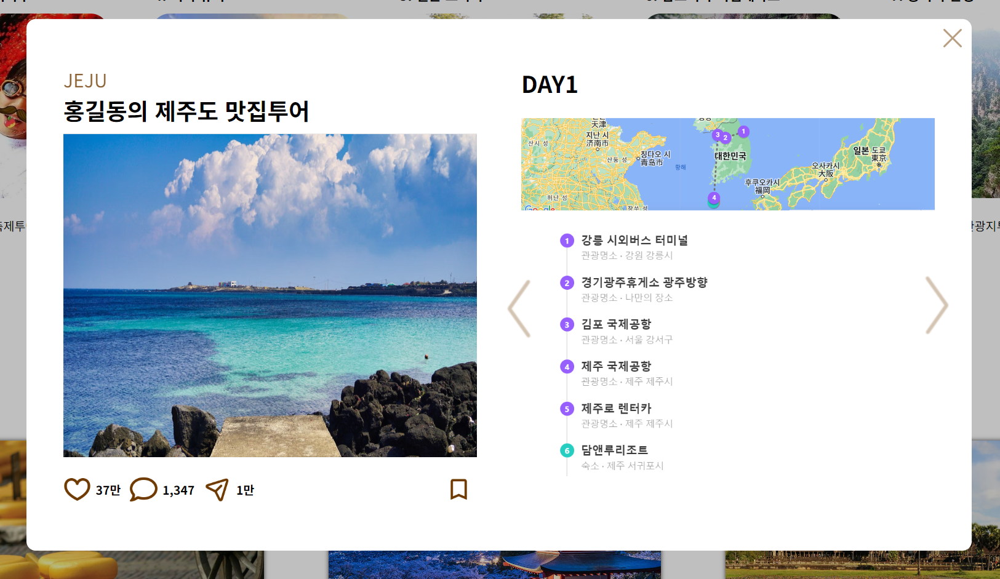 JEJU
홍길동의 제주도 맛집투어
37만
1,347
1만
DAY1
天津
지난 시
济南市
산시 성
산둥 성
칭다오 시
青岛市
황해
허난 성
장쑤 성
Google
3
2
1
대한민국
4
후쿠오카시
福岡
오사카시
大阪
일본
도쿄
東京
1
강릉 시외버스 터미널
관광명소 · 강원 강릉시
2
경기광주휴게소 광주방향
관광명소 · 나만의 장소
3
김포 국제공항
관광명소 · 서울 강서구
4
제주 국제공항
관광명소 · 제주 제주시
5
제주로 렌터카
관광명소 · 제주 제주시
6
담앤루리조트
숙소 · 제주 서귀포시